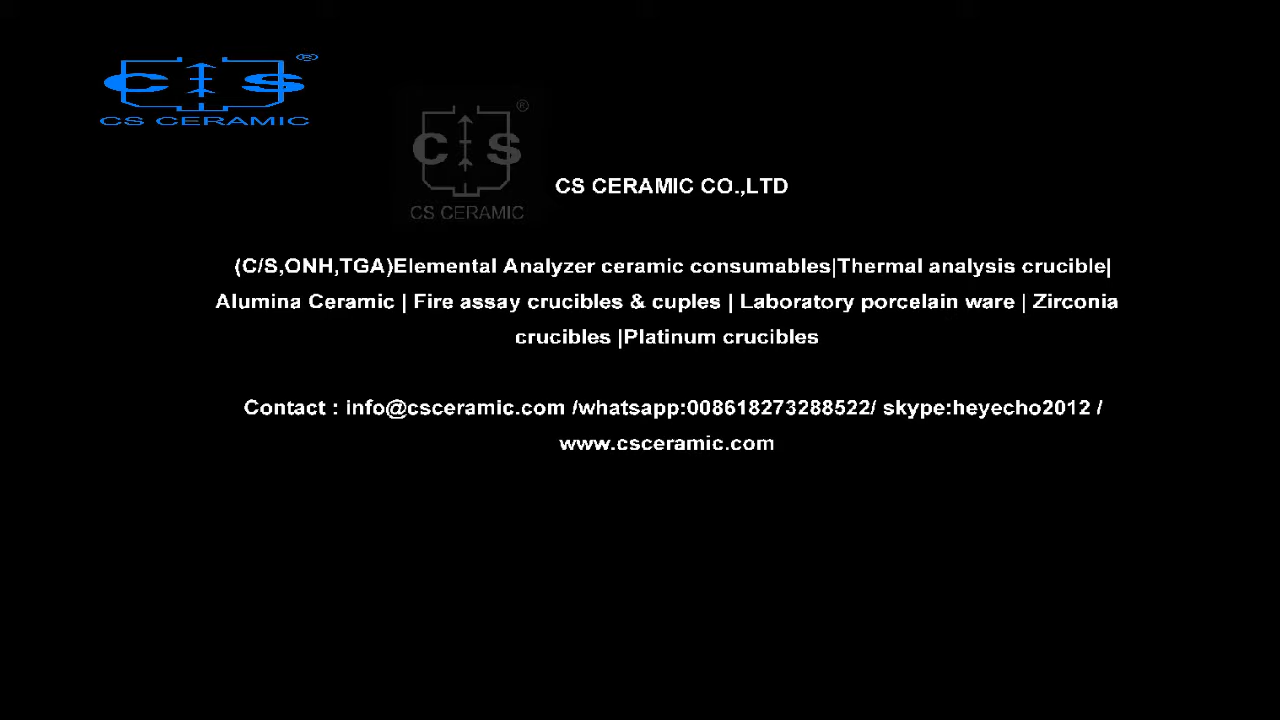 C S ®
CS CERAMIC
C S ®
CS CERAMIC
CS CERAMIC CO.,LTD
(C/S,ONH,TGA)Elemental Analyzer ceramic consumables|Thermal analysis crucible|
Alumina Ceramic | Fire assay crucibles & cuples | Laboratory porcelain ware | Zirconia
crucibles |Platinum crucibles
Contact : info@csceramic.com /whatsapp:008618273288522/ skype:heyecho2012 /
www.csceramic.com